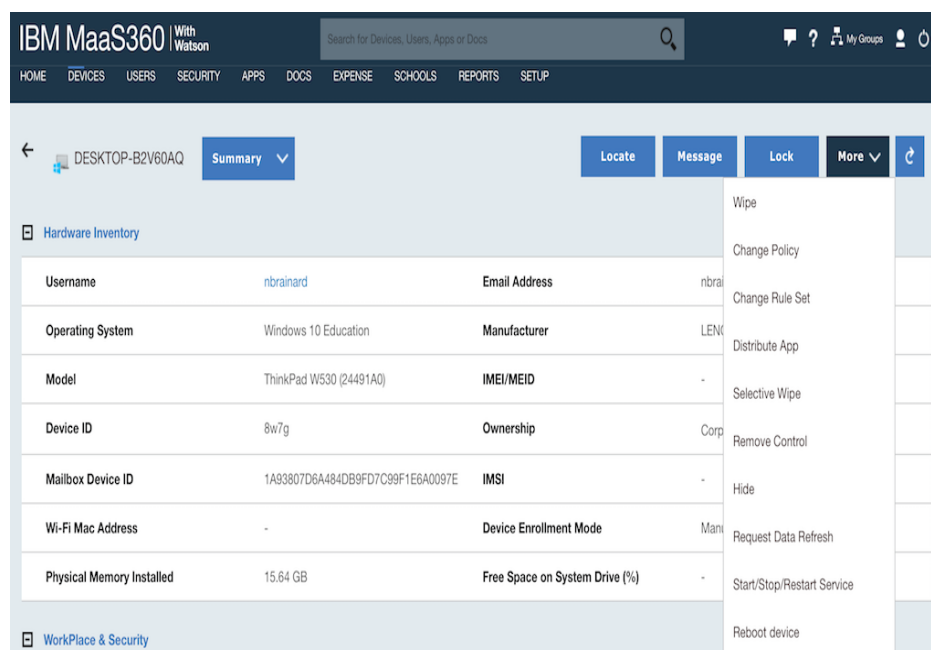 IBM MaaS360 With Watson
Search for Devices, Users, Apps or Docs
? My Groups
HOME DEVICES USERS SECURITY APPS DOCS EXPENSE SCHOOLS REPORTS SETUP
DESKTOP-B2V60AQ Summary Locate Message Lock More
Wipe
Change Policy
Change Rule Set
Distribute App
Selective Wipe
Remove Control
Hide
Request Data Refresh
Start/Stop/Restart Service
Reboot device
Hardware Inventory
Username nbrainard Email Address nbrai
Operating System Windows 10 Education Manufacturer LENO
Model ThinkPad W530 (24491A0) IMEI/MEID -
Device ID 8w7g Ownership Corp
Mailbox Device ID 1A93807D6A484DB9FD7C99F1E6A0097E IMSI -
Wi-Fi Mac Address - Device Enrollment Mode Manu
Physical Memory Installed 15.64 GB Free Space on System Drive (%) -
WorkPlace & Security